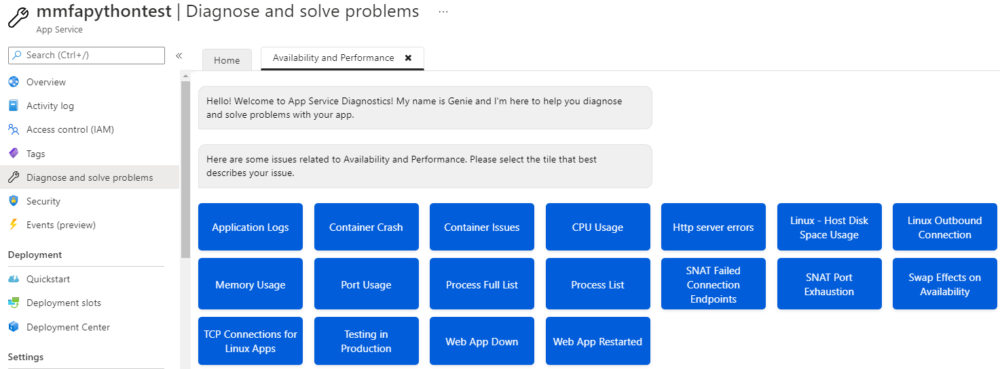 mmfapythontest | Diagnose and solve problems ...
App Service
Search (Ctrl+/)
«
Overview
Activity log
Access control (IAM)
Tags
Diagnose and solve problems
Security
Events (preview)
Deployment
Quickstart
Deployment slots
Deployment Center
Settings
Home
Availability and Performance
Hello! Welcome to App Service Diagnostics! My name is Genie and I'm here to help you diagnose
and solve problems with your app.
Here are some issues related to Availability and Performance. Please select the tile that best
describes your issue.
Application Logs
Container Crash
Container Issues
CPU Usage
Http server errors
Linux - Host Disk
Space Usage
Linux Outbound
Connection
Memory Usage
Port Usage
Process Full List
Process List
SNAT Failed
Connection
Endpoints
SNAT Port
Exhaustion
Swap Effects on
Availability
TCP Connections for
Linux Apps
Testing in
Production
Web App Down
Web App Restarted